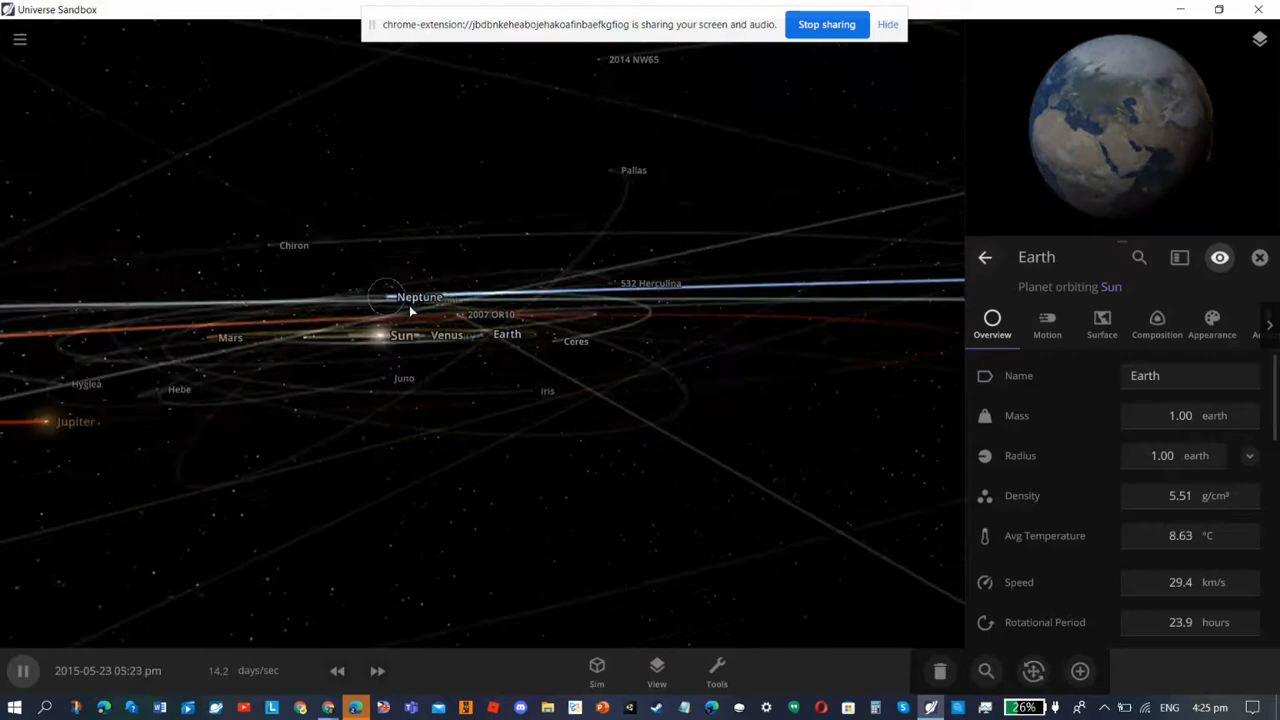 Universe Sandbox
chrome-extension://jbdbnkeheabojehakoafinbaefkgfiog is sharing your screen and audio.
Stop sharing
Hide
2014 NW65
Pallas
Chiron
532 Herculina
Neptune
2007 OR10
Mars
Sun
Venus
Earth
Ceres
Juno
Hygiea
Hebe
Iris
Jupiter
Earth
Planet orbiting Sun
Overview
Motion
Surface
Composition
Appearance
Name
Earth
Mass
1.00 earth
Radius
1.00 earth
Density
5.51 g/cm³
Avg Temperature
8.63 °C
Speed
29.4 km/s
Rotational Period
23.9 hours
2015-05-23 05:23 pm
14.2 days/sec
Sim
View
Tools
26%
4:25 pm